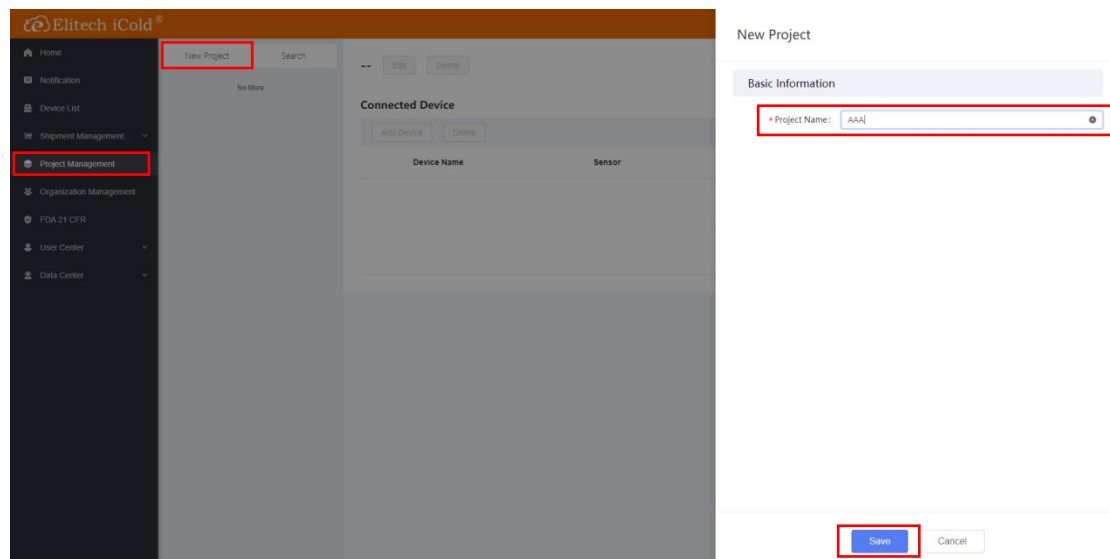 Elitech iCold®
Home
Notification
Device List
Shipment Management
Project Management
Organization Management
FDA 21 CFR
User Center
Data Center
New Project Search
No More.
-- Edit Delete
Connected Device
Add Device Delete
Device Name Sensor
New Project
Basic Information
* Project Name: AAA
Save Cancel